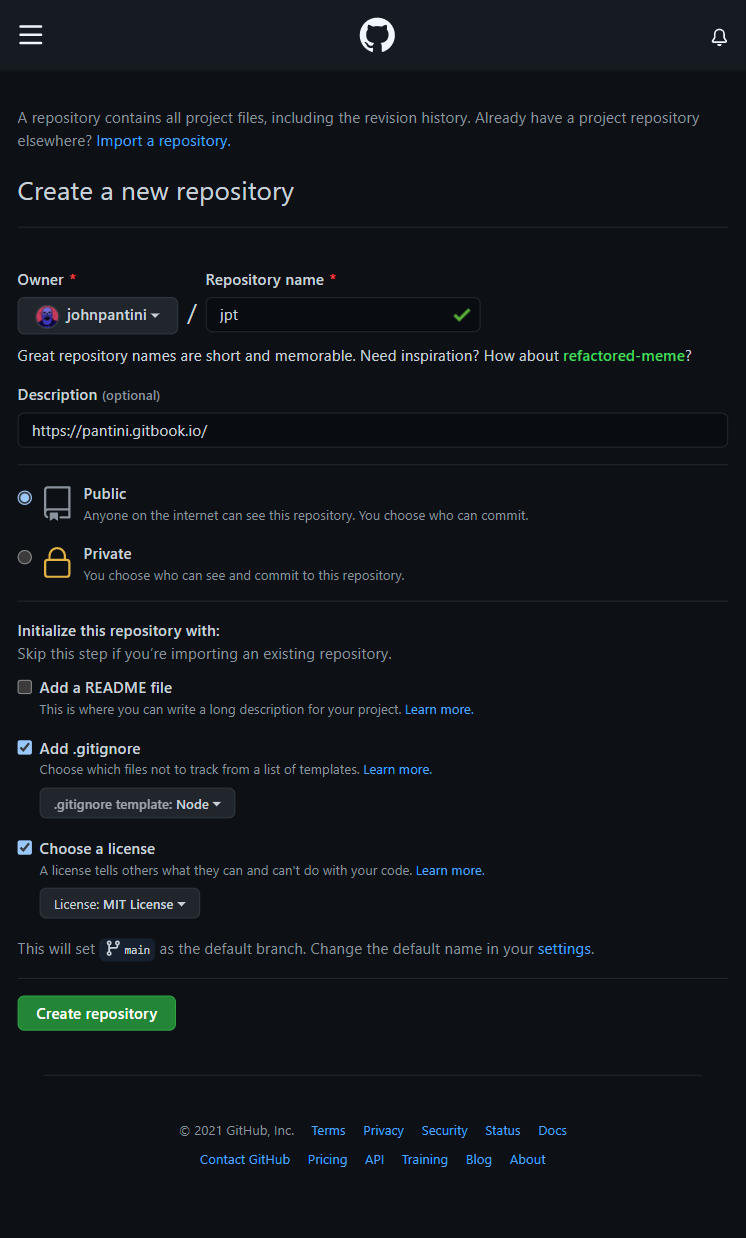 A repository contains all project files, including the revision history. Already have a project repository
elsewhere? Import a repository.
Create a new repository
Owner * Repository name *
johnpantini / jpt
Great repository names are short and memorable. Need inspiration? How about refactored-meme?
Description (optional)
https://pantini.gitbook.io/
Public
Anyone on the internet can see this repository. You choose who can commit.
Private
You choose who can see and commit to this repository.
Initialize this repository with:
Skip this step if you’re importing an existing repository.
Add a README file
This is where you can write a long description for your project. Learn more.
Add .gitignore
Choose which files not to track from a list of templates. Learn more.
.gitignore template: Node
Choose a license
A license tells others what they can and can't do with your code. Learn more.
License: MIT License
This will set main as the default branch. Change the default name in your settings.
Create repository
© 2021 GitHub, Inc. Terms Privacy Security Status Docs
Contact GitHub Pricing API Training Blog About